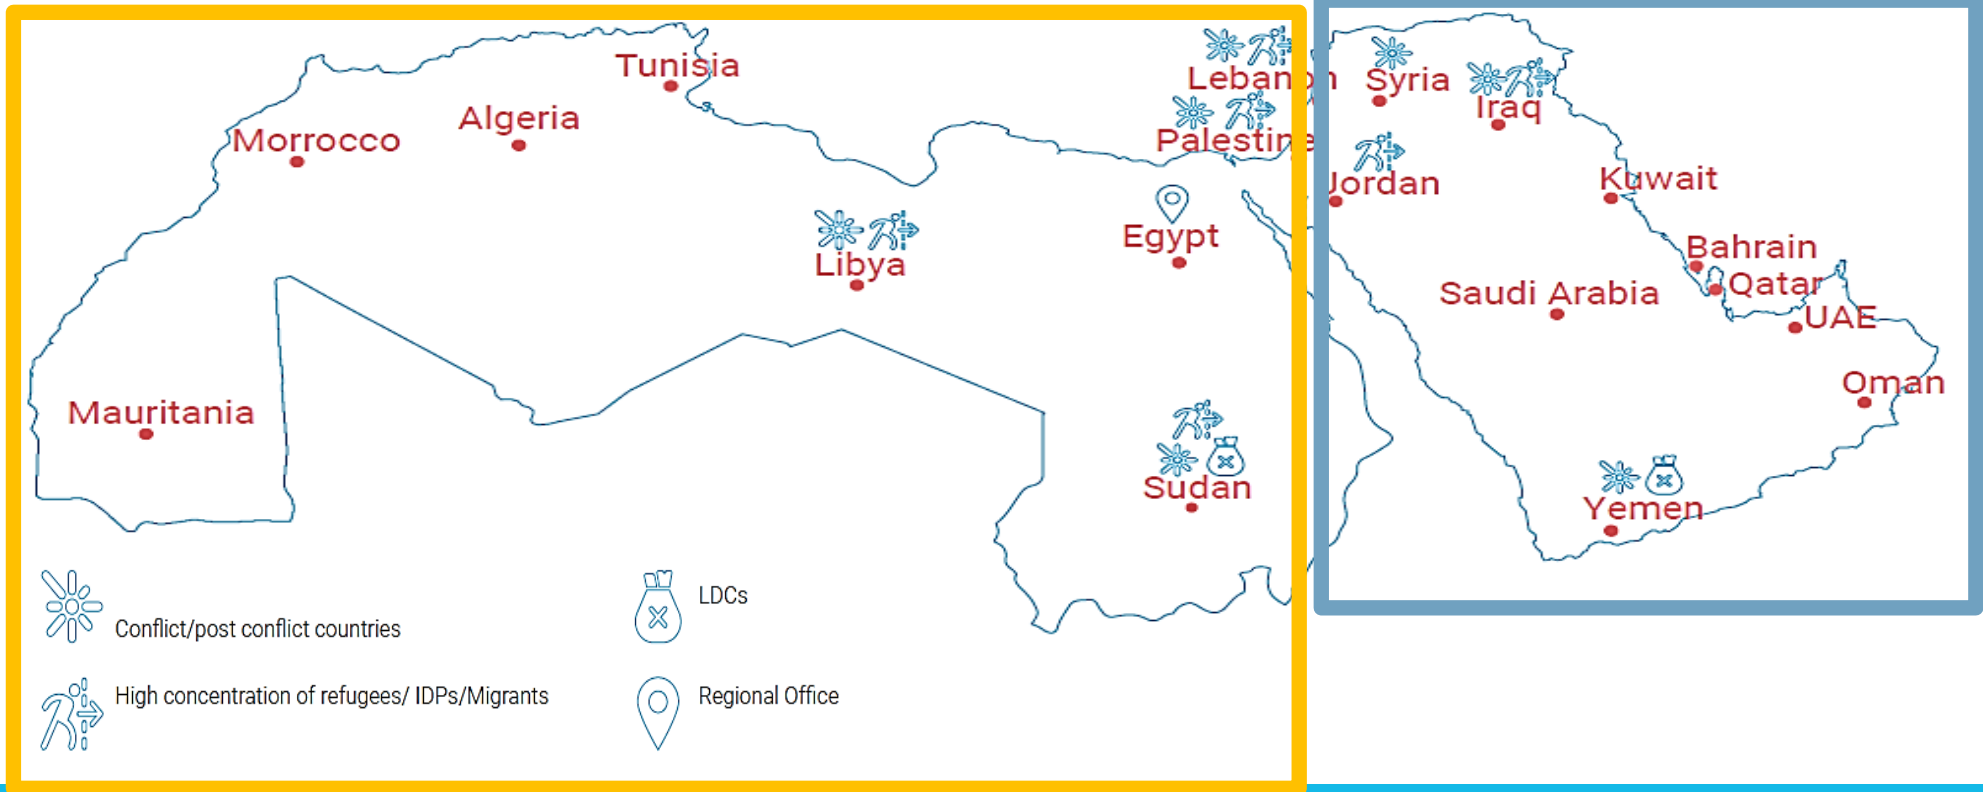 Tunisia
Lebanon
Syria
Iraq
Algeria
Morrocco
Palestine
Jordan
Kuwait
Egypt
Libya
Bahrain
Qatar
Saudi Arabia
UAE
Oman
Mauritania
Sudan
Yemen
LDCs
Conflict/post conflict countries
High concentration of refugees/ IDPs/Migrants
Regional Office